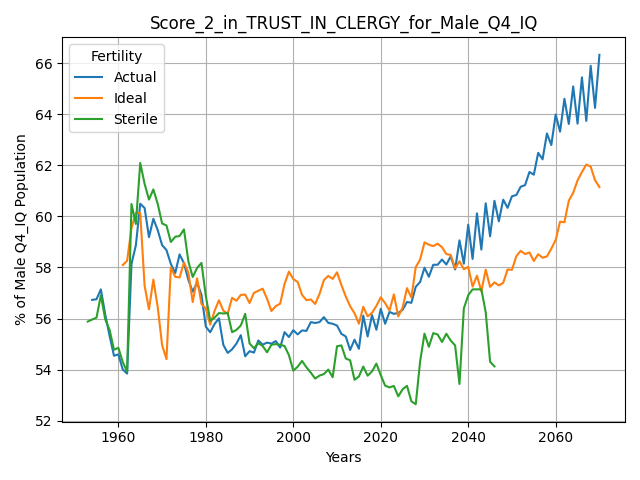 Score_2_in_TRUST_IN_CLERGY_for_Male_Q4_IQ
Fertility
Actual
Ideal
Sterile
% of Male Q4_IQ Population
66
64
62
60
58
56
54
52
1960
1980
2000
2020
2040
2060
Years